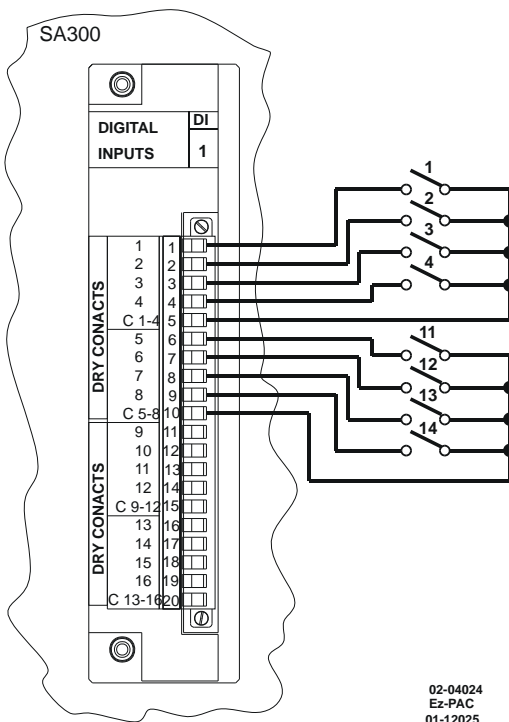 SA300
DIGITAL
INPUTS
DI
1
DRY CONACTS
1 1
2 2
3 3
4 4
C 1-4 5
5 6
6 7
7 8
8 9
C 5-8 10
DRY CONACTS
9 11
10 12
11 13
12 14
C 9-12 15
13 16
14 17
15 18
16 19
C 13-16 20
1
2
3
4
11
12
13
14
02-04024
Ez-PAC
01-12025